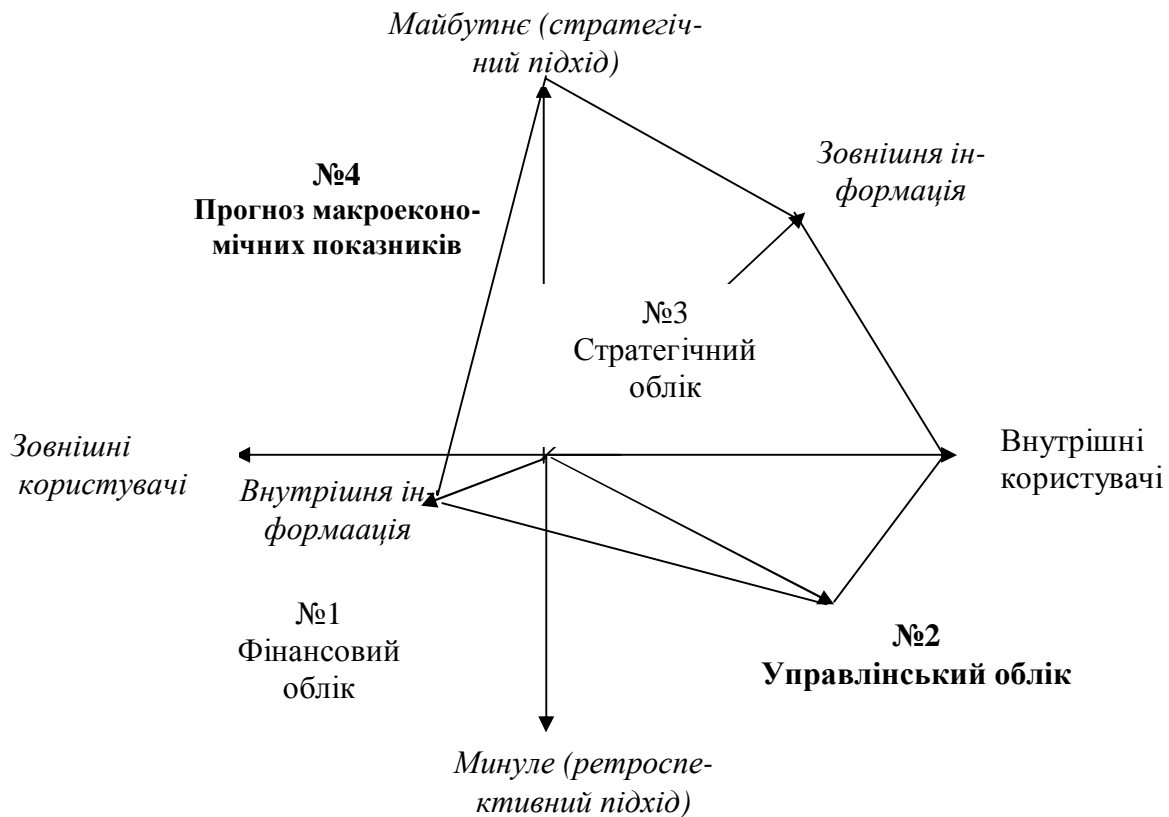 Майбутнє (стратегіч-
ний підхід)
Зовнішня ін-
формація
№4
Прогноз макроеконо-
мічних показників
№3
Стратегічний
облік
Зовнішні
користувачі
Внутрішні
користувачі
Внутрішня ін-
формаація
№1
Фінансовий
облік
№2
Управлінський облік
Минуле (ретроспе-
ктивний підхід)